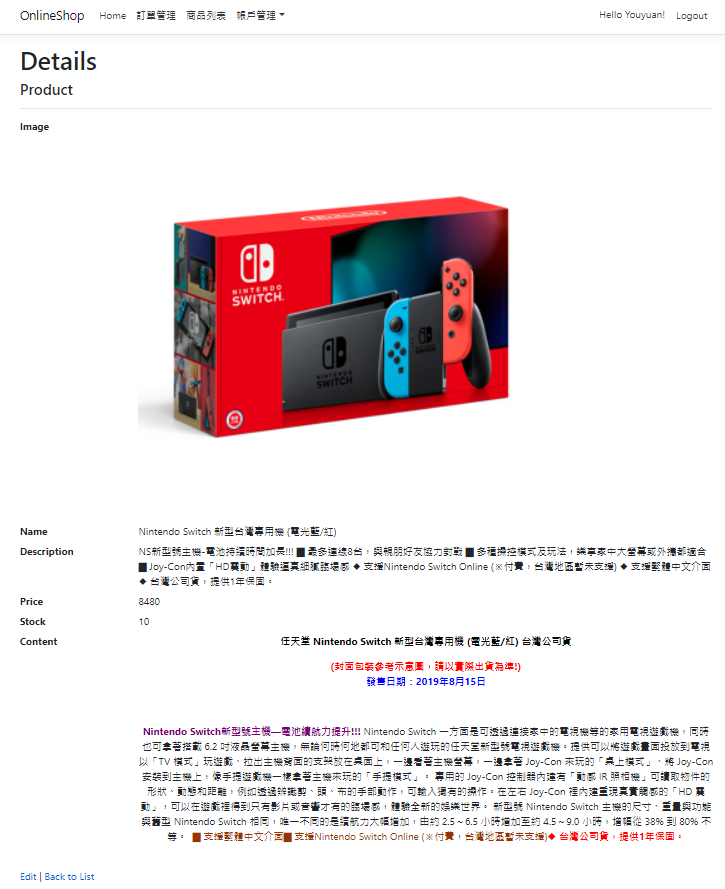 OnlineShop Home 訂單管理 商品列表 帳戶管理 Hello Youyuan! Logout
Details
Product
Image
Nintendo
NINTENDO
SWITCH.
NINTENDO
SWITCH
Name Nintendo Switch 新型台灣專用機 (電光藍/紅)
Description NS新型號主機-電池持續時間加長!!! ■ 最多連線8台，與親朋好友協力對戰 ■ 多種操控模式及玩法，樂享家中大螢幕或外攜都適合
■Joy-Con內置「HD震動」體驗逼真細膩臨場感 ◆ 支援Nintendo Switch Online (※付費，台灣地區暫未支援) ◆ 支援繁體中文介面
◆ 台灣公司貨，提供1年保固。
Price 8480
Stock 10
Content 任天堂 Nintendo Switch 新型台灣專用機 (電光藍/紅) 台灣公司貨
(封面包裝參考示意圖，請以實際出貨為準!)
發售日期：2019年8月15日
Nintendo Switch新型號主機—電池續航力提升!!! Nintendo Switch 一方面是可透過連接家中的電視機等的家用電視遊戲機，同時
也可拿著搭載 6.2 吋液晶螢幕主機，無論何時何地都可和任何人遊玩的任天堂新型號電視遊戲機。提供可以將遊戲畫面投放到電視
以「TV 模式」玩遊戲、拉出主機背面的支架放在桌面上，一邊看著主機螢幕，一邊拿著 Joy-Con 來玩的「桌上模式」、將 Joy-Con
安裝到主機上，像手提遊戲機一樣拿著主機來玩的「手提模式」。 專用的 Joy-Con 控制器內建有「動感 IR 照相機」可讀取物件的
形狀、動態和距離，例如透過辨識剪、頭、布的手部動作，可輸入獨有的操作。在左右 Joy-Con 裡內建重現真實觸感的「HD 震
動」，可以在遊戲裡得到只有影片或音響才有的臨場感，體驗全新的娛樂世界。 新型號 Nintendo Switch 主機的尺寸、重量與功能
與舊型 Nintendo Switch 相同，唯一不同的是續航力大幅增加，由約 2.5～6.5 小時增加至約 4.5～9.0 小時，增幅從 38% 到 80% 不
等。 ■ 支援繁體中文介面■ 支援Nintendo Switch Online (※付費，台灣地區暫未支援)◆ 台灣公司貨，提供1年保固。
Edit | Back to List